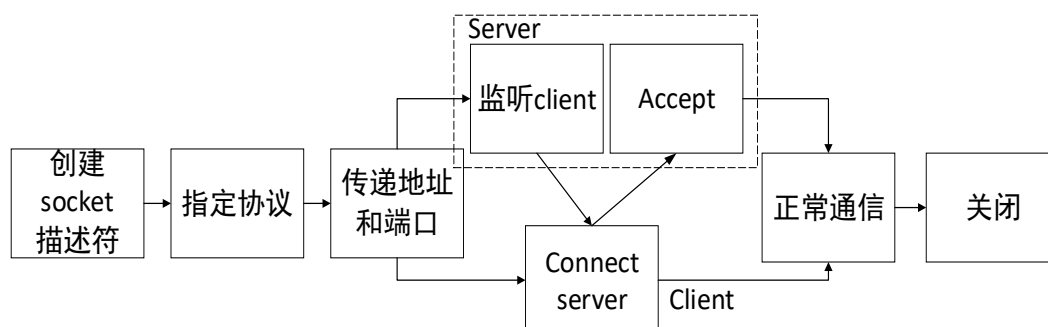 Server
监听client
Accept
创建
socket
描述符
指定协议
传递地址
和端口
正常通信
关闭
Connect
server
Client